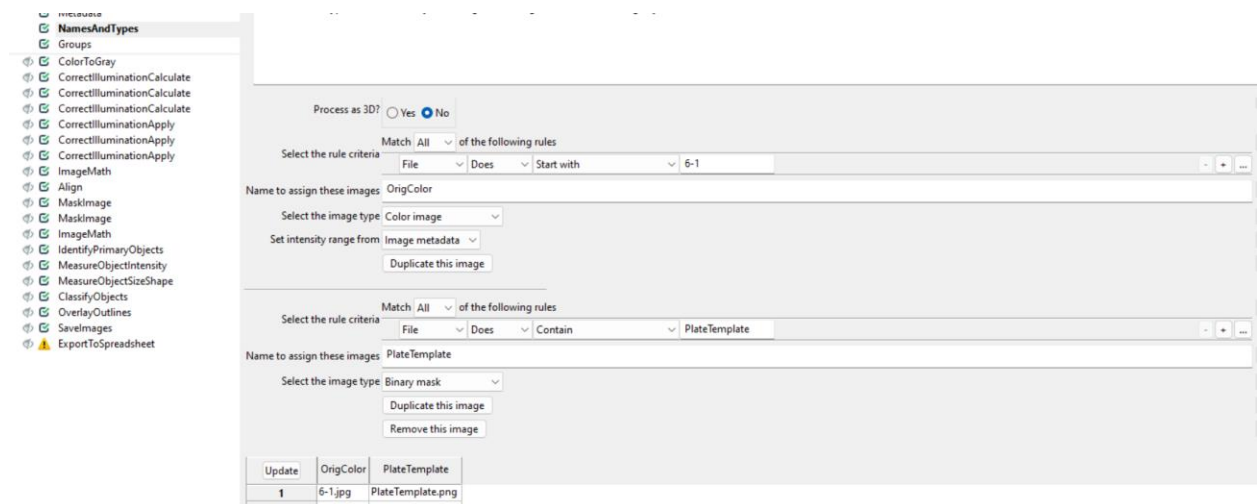 Metadata
NamesAndTypes
Groups
ColorToGray
CorrectIlluminationCalculate
CorrectIlluminationCalculate
CorrectIlluminationCalculate
CorrectIlluminationApply
CorrectIlluminationApply
CorrectIlluminationApply
ImageMath
Align
MaskImage
MaskImage
ImageMath
IdentifyPrimaryObjects
MeasureObjectIntensity
MeasureObjectSizeShape
ClassifyObjects
OverlayOutlines
SaveImages
ExportToSpreadsheet
Process as 3D? Yes No
Match All of the following rules
Select the rule criteria
File Does Start with 6-1 - + ...
Name to assign these images OrigColor
Select the image type Color image
Set intensity range from Image metadata
Duplicate this image
Match All of the following rules
Select the rule criteria
File Does Contain PlateTemplate - + ...
Name to assign these images PlateTemplate
Select the image type Binary mask
Duplicate this image
Remove this image
Update OrigColor PlateTemplate
1 6-1.jpg PlateTemplate.png